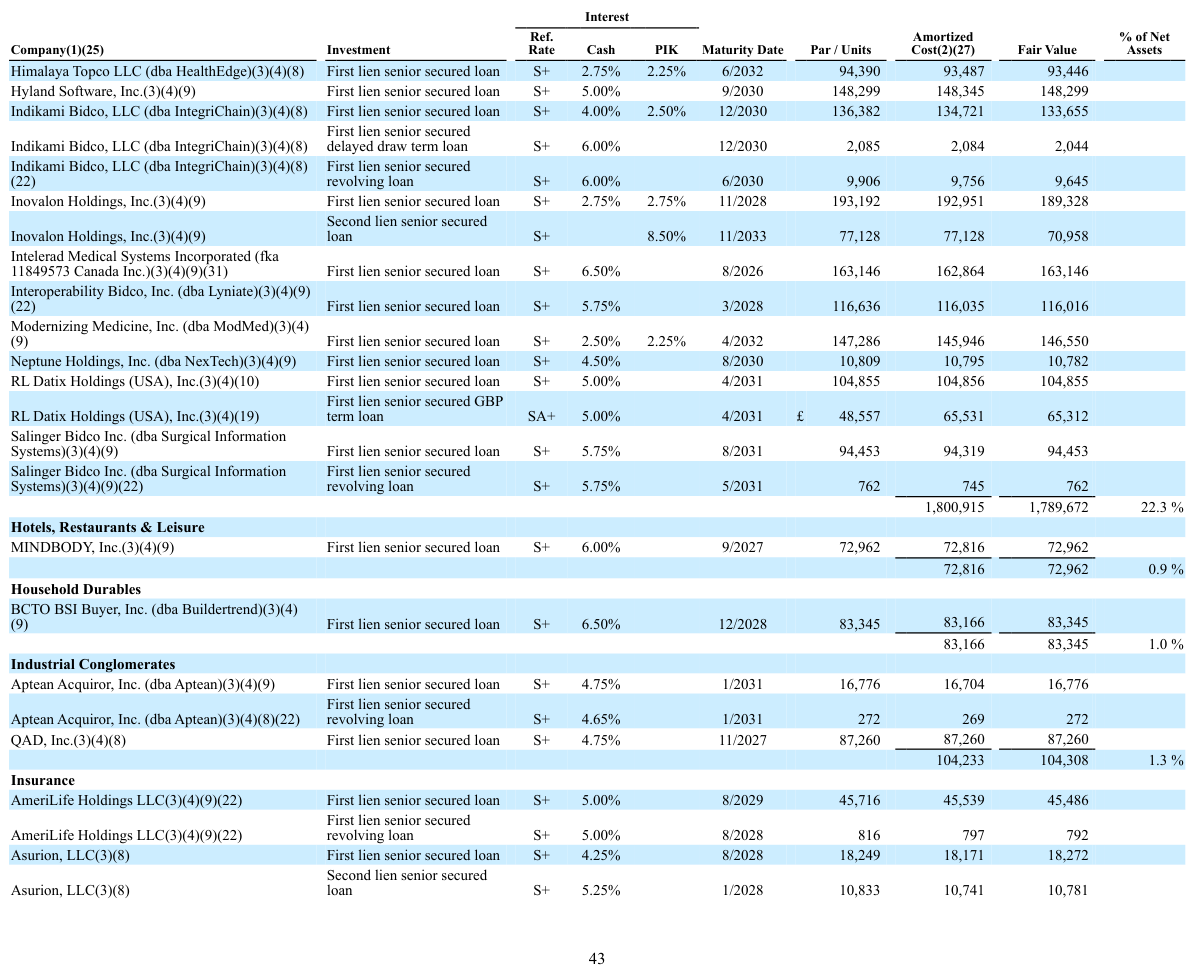 Interest
Company(1)(25) Investment Ref. Rate Cash PIK Maturity Date Par / Units Amortized Cost(2)(27) Fair Value % of Net Assets
Himalaya Topco LLC (dba HealthEdge)(3)(4)(8) First lien senior secured loan S+ 2.75% 2.25% 6/2032 94,390 93,487 93,446
Hyland Software, Inc.(3)(4)(9) First lien senior secured loan S+ 5.00% 9/2030 148,299 148,345 148,299
Indikami Bidco, LLC (dba IntegriChain)(3)(4)(8) First lien senior secured loan S+ 4.00% 2.50% 12/2030 136,382 134,721 133,655
First lien senior secured
Indikami Bidco, LLC (dba IntegriChain)(3)(4)(8) delayed draw term loan S+ 6.00% 12/2030 2,085 2,084 2,044
Indikami Bidco, LLC (dba IntegriChain)(3)(4)(8) First lien senior secured
(22) revolving loan S+ 6.00% 6/2030 9,906 9,756 9,645
Inovalon Holdings, Inc.(3)(4)(9) First lien senior secured loan S+ 2.75% 2.75% 11/2028 193,192 192,951 189,328
Second lien senior secured
Inovalon Holdings, Inc.(3)(4)(9) loan S+ 8.50% 11/2033 77,128 77,128 70,958
Intelerad Medical Systems Incorporated (fka
11849573 Canada Inc.)(3)(4)(9)(31) First lien senior secured loan S+ 6.50% 8/2026 163,146 162,864 163,146
Interoperability Bidco, Inc. (dba Lyniate)(3)(4)(9)
(22) First lien senior secured loan S+ 5.75% 3/2028 116,636 116,035 116,016
Modernizing Medicine, Inc. (dba ModMed)(3)(4)
(9) First lien senior secured loan S+ 2.50% 2.25% 4/2032 147,286 145,946 146,550
Neptune Holdings, Inc. (dba NexTech)(3)(4)(9) First lien senior secured loan S+ 4.50% 8/2030 10,809 10,795 10,782
RL Datix Holdings (USA), Inc.(3)(4)(10) First lien senior secured loan S+ 5.00% 4/2031 104,855 104,856 104,855
First lien senior secured GBP
RL Datix Holdings (USA), Inc.(3)(4)(19) term loan SA+ 5.00% 4/2031 £ 48,557 65,531 65,312
Salinger Bidco Inc. (dba Surgical Information
Systems)(3)(4)(9) First lien senior secured loan S+ 5.75% 8/2031 94,453 94,319 94,453
Salinger Bidco Inc. (dba Surgical Information First lien senior secured
Systems)(3)(4)(9)(22) revolving loan S+ 5.75% 5/2031 762 745 762
1,800,915 1,789,672 22.3 %
Hotels, Restaurants & Leisure
MINDBODY, Inc.(3)(4)(9) First lien senior secured loan S+ 6.00% 9/2027 72,962 72,816 72,962
72,816 72,962 0.9 %
Household Durables
BCTO BSI Buyer, Inc. (dba Buildertrend)(3)(4)
(9) First lien senior secured loan S+ 6.50% 12/2028 83,345 83,166 83,345
83,166 83,345 1.0 %
Industrial Conglomerates
Aptean Acquiror, Inc. (dba Aptean)(3)(4)(9) First lien senior secured loan S+ 4.75% 1/2031 16,776 16,704 16,776
First lien senior secured
Aptean Acquiror, Inc. (dba Aptean)(3)(4)(8)(22) revolving loan S+ 4.65% 1/2031 272 269 272
QAD, Inc.(3)(4)(8) First lien senior secured loan S+ 4.75% 11/2027 87,260 87,260 87,260
104,233 104,308 1.3 %
Insurance
AmeriLife Holdings LLC(3)(4)(9)(22) First lien senior secured loan S+ 5.00% 8/2029 45,716 45,539 45,486
First lien senior secured
AmeriLife Holdings LLC(3)(4)(9)(22) revolving loan S+ 5.00% 8/2028 816 797 792
Asurion, LLC(3)(8) First lien senior secured loan S+ 4.25% 8/2028 18,249 18,171 18,272
Second lien senior secured
Asurion, LLC(3)(8) loan S+ 5.25% 1/2028 10,833 10,741 10,781
43